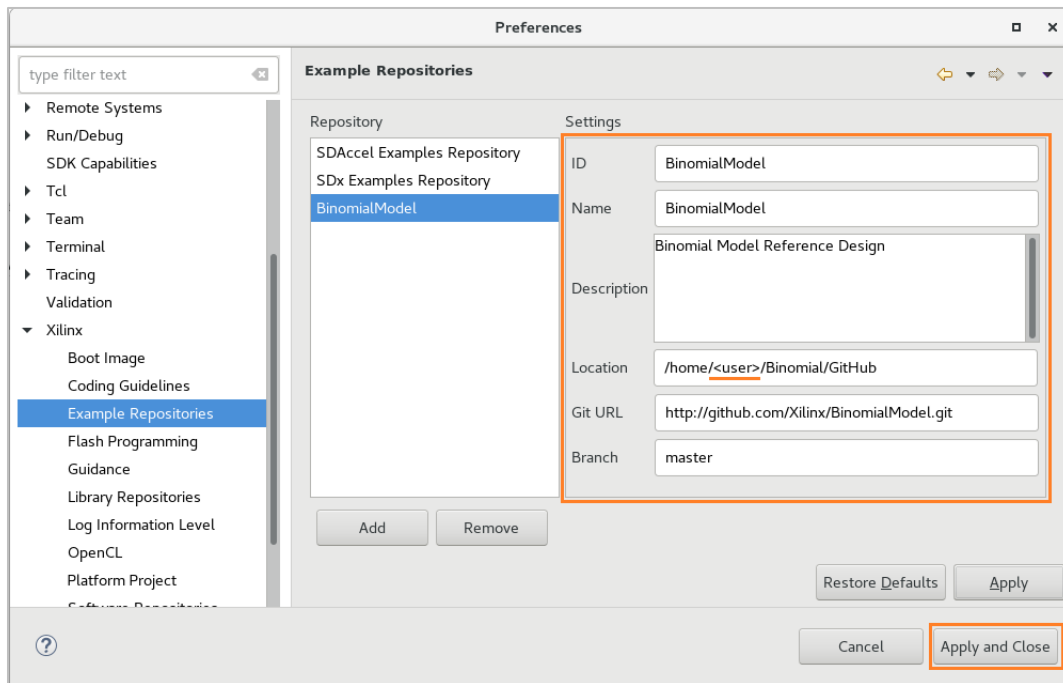 Preferences
type filter text
Remote Systems
Run/Debug
SDK Capabilities
Tcl
Team
Terminal
Tracing
Validation
Xilinx
Boot Image
Coding Guidelines
Example Repositories
Flash Programming
Guidance
Library Repositories
Log Information Level
OpenCL
Platform Project
Example Repositories
Repository
SDAccel Examples Repository
SDx Examples Repository
BinomialModel
Add Remove
Settings
ID BinomialModel
Name BinomialModel
Description Binomial Model Reference Design
Location /home/<user>/Binomial/GitHub
Git URL http://github.com/Xilinx/BinomialModel.git
Branch master
Restore Defaults Apply
? Cancel Apply and Close